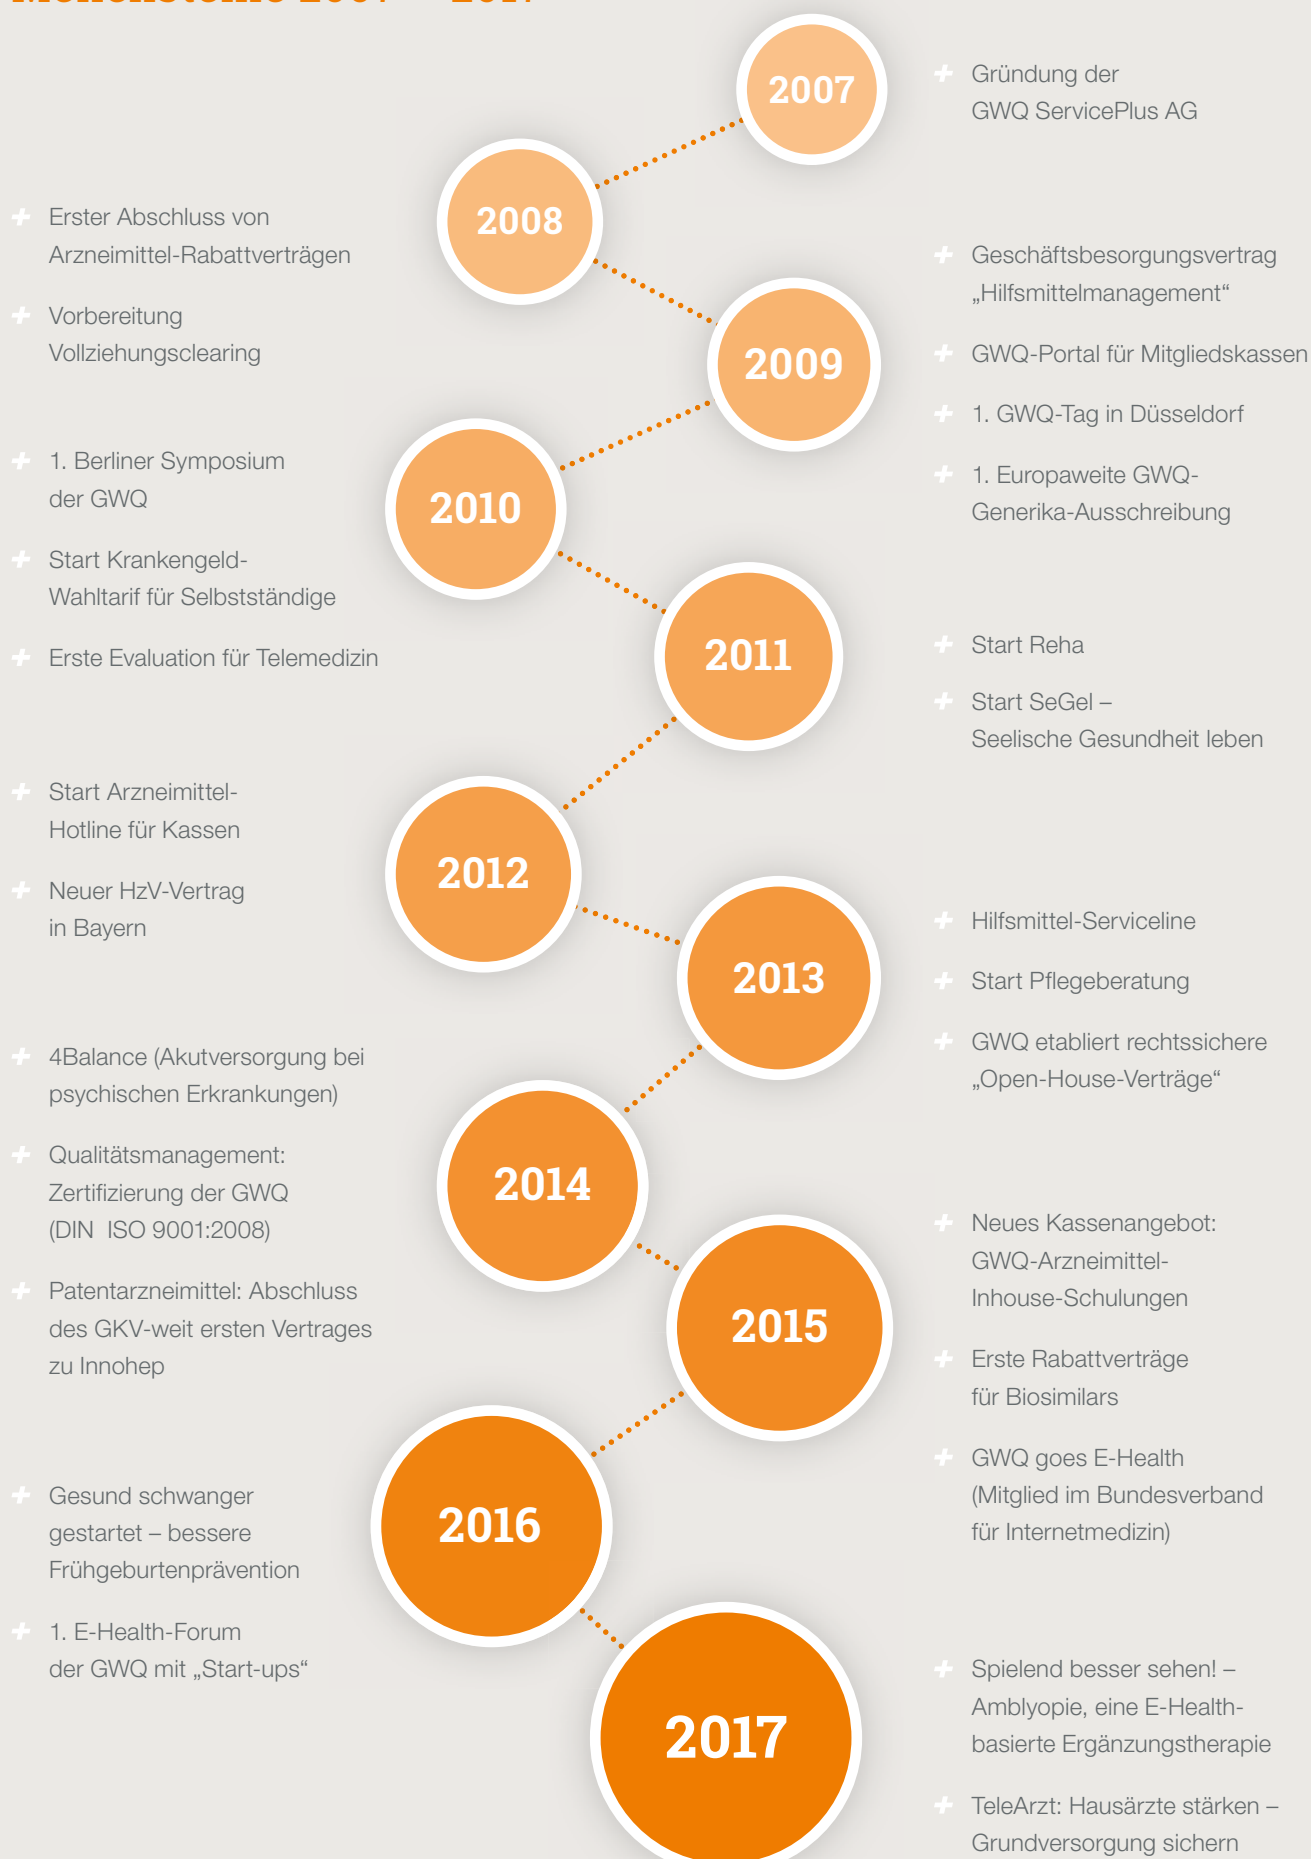 Meilensteine 2007 – 2017
2007
Gründung der
GWQ ServicePlus AG
2008
Erster Abschluss von
Arzneimittel-Rabattverträgen
Vorbereitung
Vollziehungsclearing
2009
Geschäftsbesorgungsvertrag
„Hilfsmittelmanagement“
GWQ-Portal für Mitgliedskassen
1. GWQ-Tag in Düsseldorf
1. Europaweite GWQ-
Generika-Ausschreibung
2010
1. Berliner Symposium
der GWQ
Start Krankengeld-
Wahltarif für Selbstständige
Erste Evaluation für Telemedizin
2011
Start Reha
Start SeGel –
Seelische Gesundheit leben
2012
Start Arzneimittel-
Hotline für Kassen
Neuer HzV-Vertrag
in Bayern
2013
Hilfsmittel-Serviceline
Start Pflegeberatung
GWQ etabliert rechtssichere
„Open-House-Verträge“
2014
4Balance (Akutversorgung bei
psychischen Erkrankungen)
Qualitätsmanagement:
Zertifizierung der GWQ
(DIN ISO 9001:2008)
Patentarzneimittel: Abschluss
des GKV-weit ersten Vertrages
zu Innohep
2015
Neues Kassenangebot:
GWQ-Arzneimittel-
Inhouse-Schulungen
Erste Rabattverträge
für Biosimilars
GWQ goes E-Health
(Mitglied im Bundesverband
für Internetmedizin)
2016
Gesund schwanger
gestartet – bessere
Frühgeburtenprävention
1. E-Health-Forum
der GWQ mit „Start-ups“
2017
Spielend besser sehen! –
Amblyopie, eine E-Health-
basierte Ergänzungstherapie
TeleArzt: Hausärzte stärken –
Grundversorgung sichern